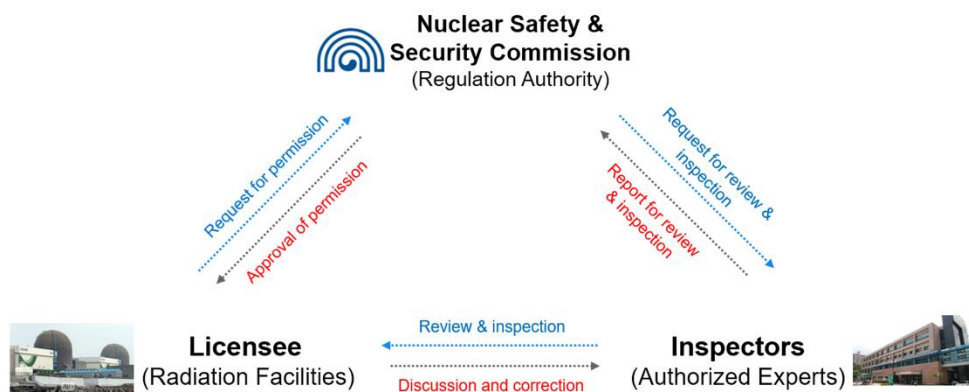 Nuclear Safety &
Security Commission
(Regulation Authority)
Request for permission
Approval of permission
Request for review &
inspection
Report for review
& inspection
Review & inspection
Discussion and correction
Licensee
(Radiation Facilities)
Inspectors
(Authorized Experts)